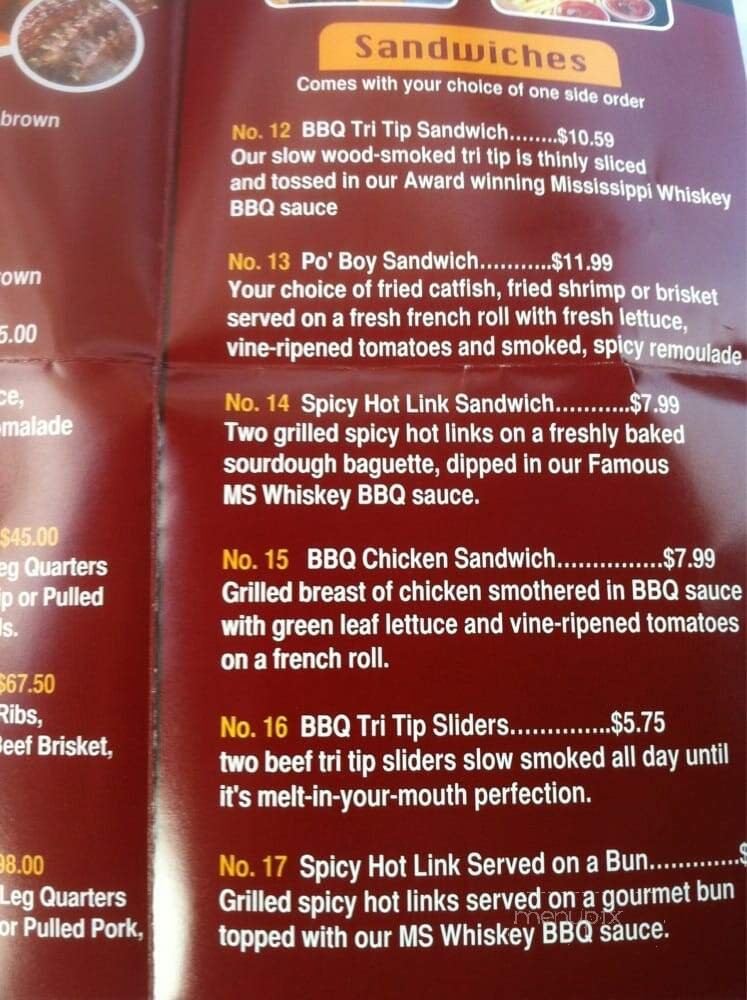 brown
own
5.00
ce,
malade
$45.00
eg Quarters
ip or Pulled
ls.
$67.50
Ribs,
Beef Brisket,
98.00
Leg Quarters
or Pulled Pork,
Sandwiches
Comes with your choice of one side order
No. 12 BBQ Tri Tip Sandwich........$10.59
Our slow wood-smoked tri tip is thinly sliced
and tossed in our Award winning Mississippi Whiskey
BBQ sauce
No. 13 Po' Boy Sandwich...........$11.99
Your choice of fried catfish, fried shrimp or brisket
served on a fresh french roll with fresh lettuce,
vine-ripened tomatoes and smoked, spicy remoulade
No. 14 Spicy Hot Link Sandwich...........$7.99
Two grilled spicy hot links on a freshly baked
sourdough baguette, dipped in our Famous
MS Whiskey BBQ sauce.
No. 15 BBQ Chicken Sandwich................$7.99
Grilled breast of chicken smothered in BBQ sauce
with green leaf lettuce and vine-ripened tomatoes
on a french roll.
No. 16 BBQ Tri Tip Sliders..............$5.75
two beef tri tip sliders slow smoked all day until
it's melt-in-your-mouth perfection.
No. 17 Spicy Hot Link Served on a Bun.............$
Grilled spicy hot links served on a gourmet bun
topped with our MS Whiskey BBQ sauce.
menupix